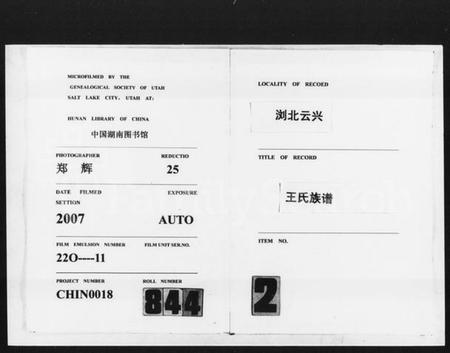 MICROFILMED BY THE
GENEALOGICAL SOCIETY OF UTAH
SALT LAKE CITY, UTAH AT:
HUNAN LIBRARY OF CHINA
中国湖南图书馆
PHOTOGRAPHER REDUCTIO
郑 辉 25
DATE FILMED EXPOSURE
SETTION
2007 AUTO
FILM EMULSION NUMBER FILM UNIT SER.NO.
22O----11
PROJECT NUMBER ROLL NUMBER
CHIN0018 844
LOCALITY OF RECOED
浏北云兴
TITLE OF RECORD
王氏族谱
ITEM NO.
2